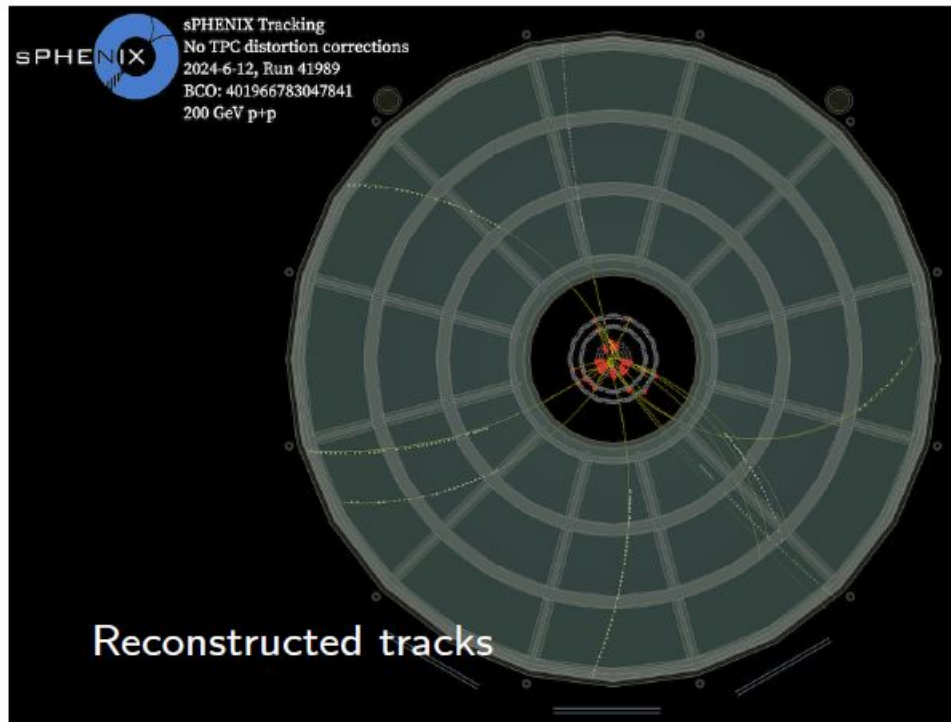 sPHENIX
sPHENIX Tracking
No TPC distortion corrections
2024-6-12, Run 41989
BCO: 401966783047841
200 GeV p+p
Reconstructed tracks